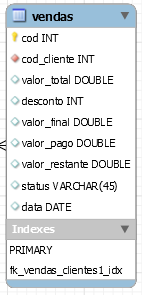 vendas
cod INT
cod_cliente INT
valor_total DOUBLE
desconto INT
valor_final DOUBLE
valor_pago DOUBLE
valor_restante DOUBLE
status VARCHAR(45)
data DATE
Indexes
PRIMARY
fk_vendas_clientes1_idx